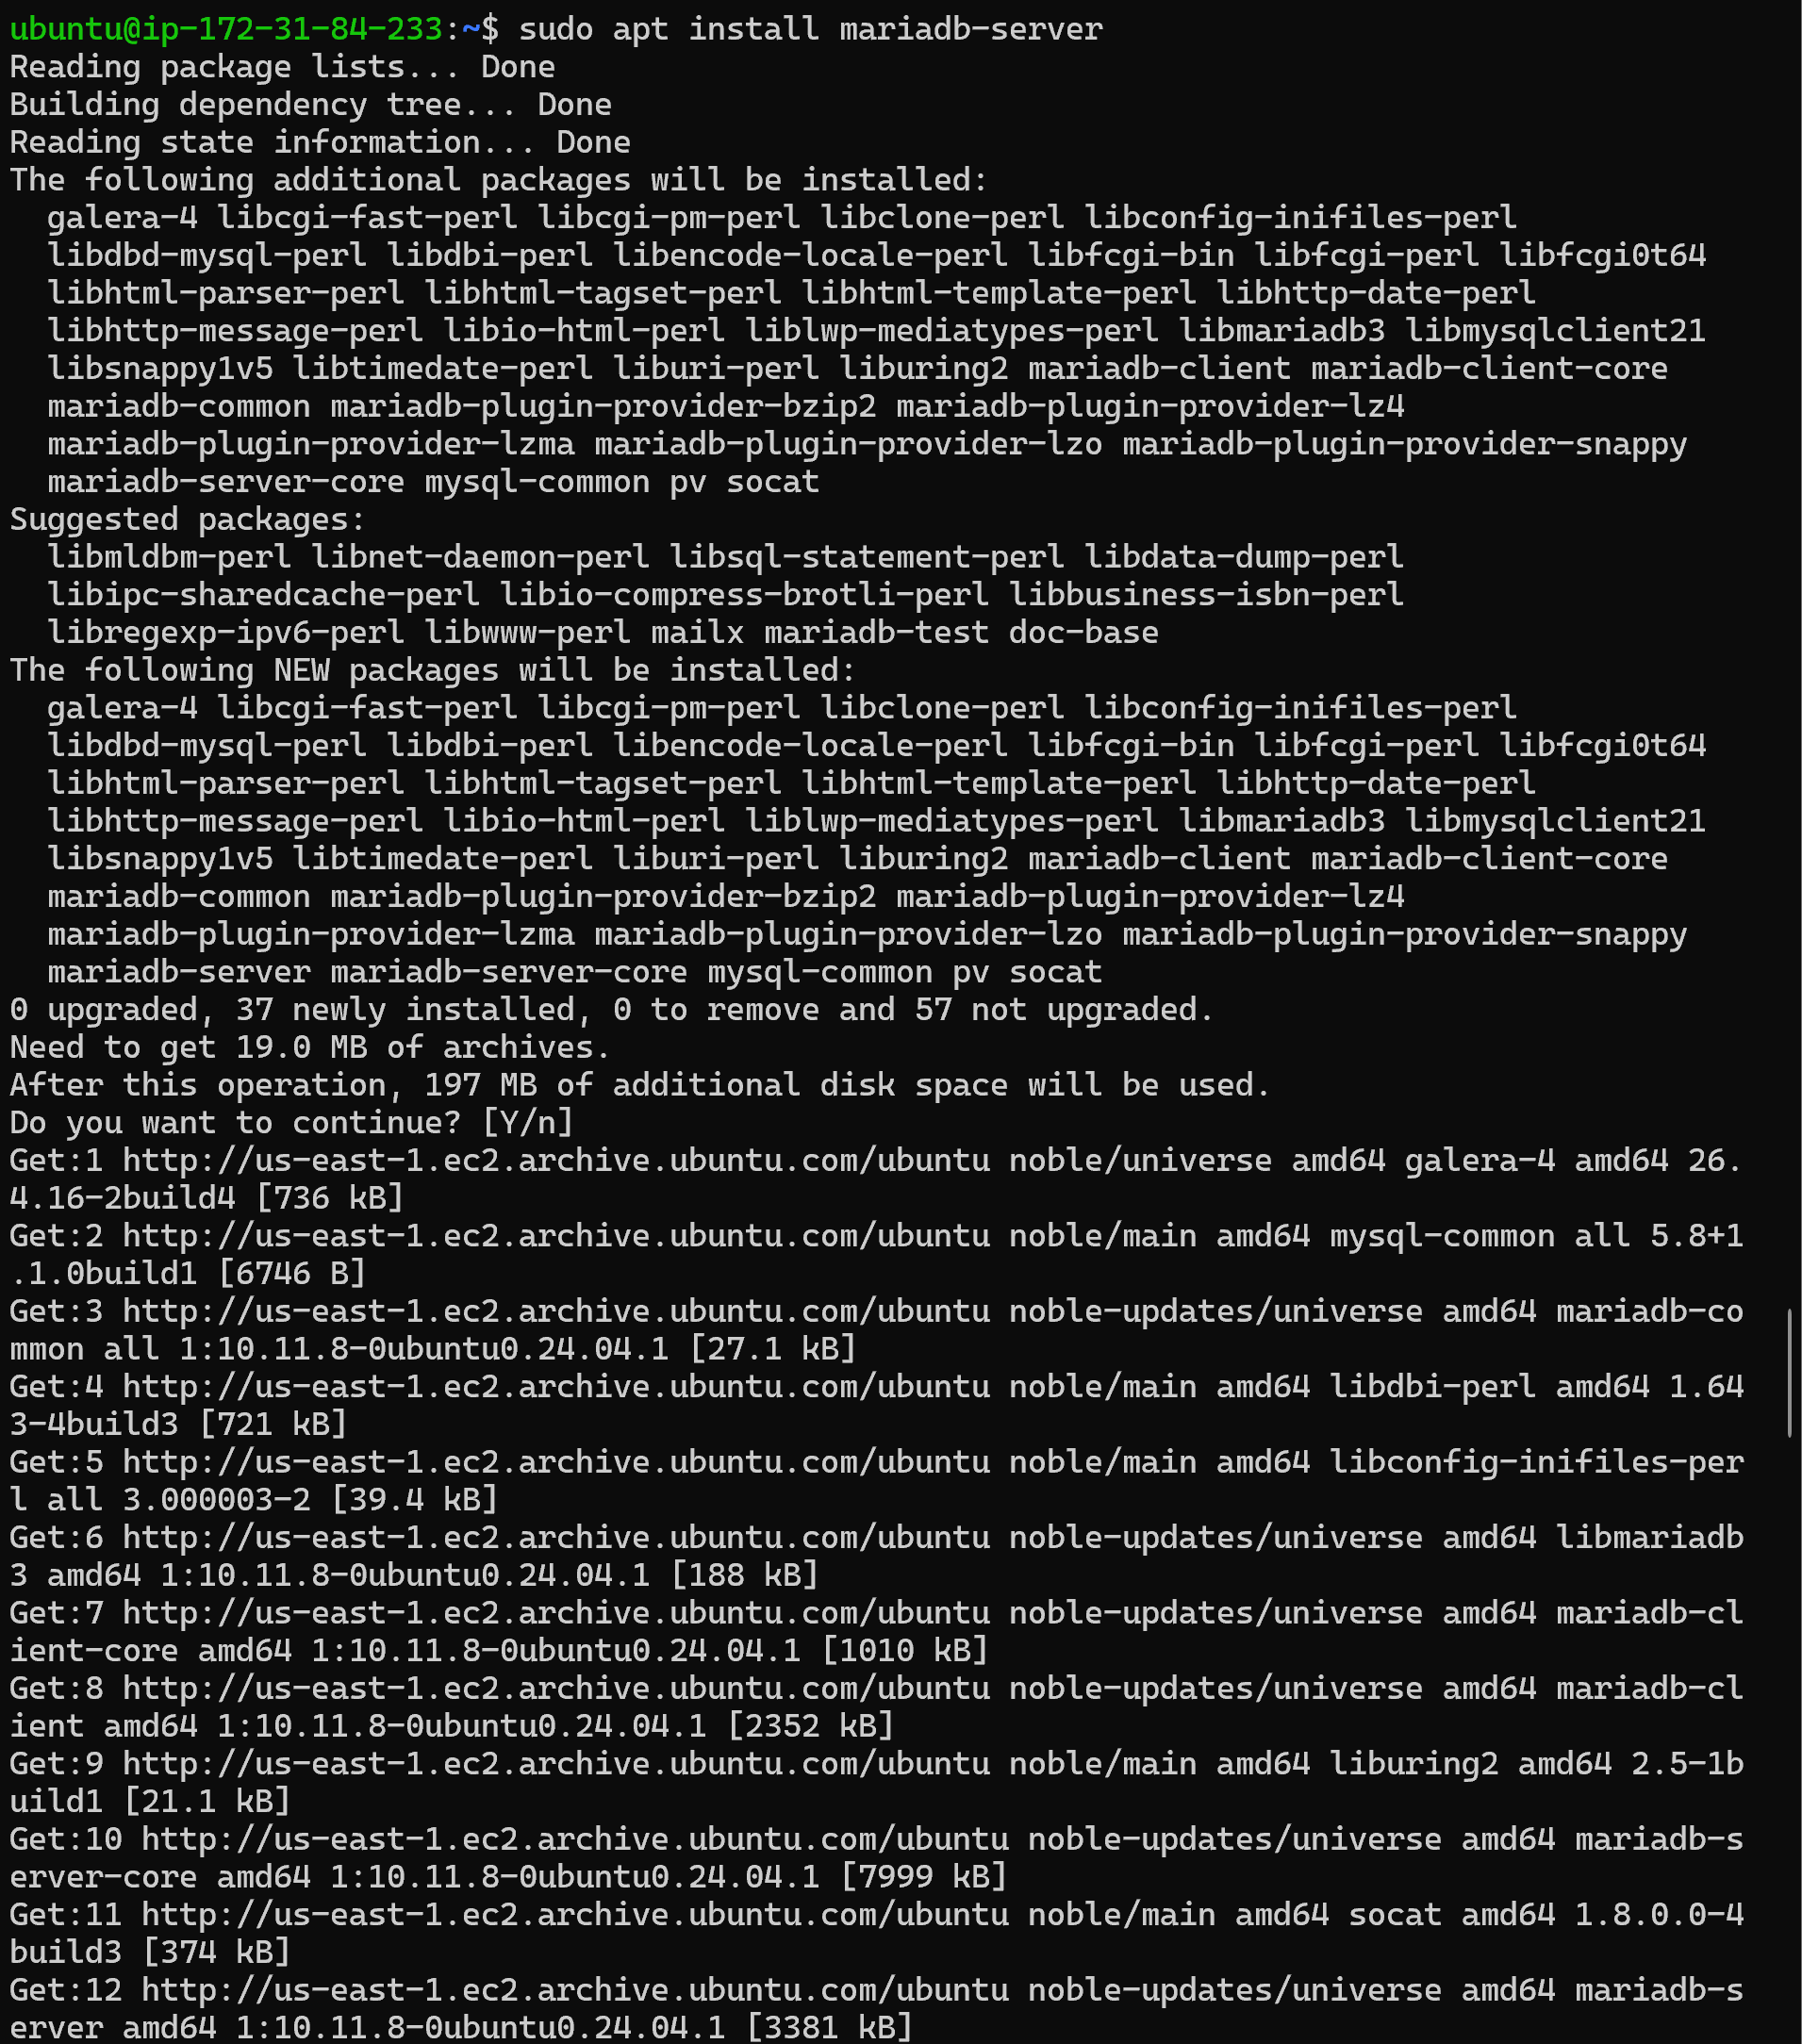 ubuntu@ip-172-31-84-233:~$ sudo apt install mariadb-server
Reading package lists... Done
Building dependency tree... Done
Reading state information... Done
The following additional packages will be installed:
  galera-4 libcgi-fast-perl libcgi-pm-perl libclone-perl libconfig-inifiles-perl
  libdbd-mysql-perl libdbi-perl libencode-locale-perl libfcgi-bin libfcgi-perl libfcgi0t64
  libhtml-parser-perl libhtml-tagset-perl libhtml-template-perl libhttp-date-perl
  libhttp-message-perl libio-html-perl liblwp-mediatypes-perl libmariadb3 libmysqlclient21
  libsnappy1v5 libtimedate-perl liburi-perl liburing2 mariadb-client mariadb-client-core
  mariadb-common mariadb-plugin-provider-bzip2 mariadb-plugin-provider-lz4
  mariadb-plugin-provider-lzma mariadb-plugin-provider-lzo mariadb-plugin-provider-snappy
  mariadb-server-core mysql-common pv socat
Suggested packages:
  libmldbm-perl libnet-daemon-perl libsql-statement-perl libdata-dump-perl
  libipc-sharedcache-perl libio-compress-brotli-perl libbusiness-isbn-perl
  libregexp-ipv6-perl libwww-perl mailx mariadb-test doc-base
The following NEW packages will be installed:
  galera-4 libcgi-fast-perl libcgi-pm-perl libclone-perl libconfig-inifiles-perl
  libdbd-mysql-perl libdbi-perl libencode-locale-perl libfcgi-bin libfcgi-perl libfcgi0t64
  libhtml-parser-perl libhtml-tagset-perl libhtml-template-perl libhttp-date-perl
  libhttp-message-perl libio-html-perl liblwp-mediatypes-perl libmariadb3 libmysqlclient21
  libsnappy1v5 libtimedate-perl liburi-perl liburing2 mariadb-client mariadb-client-core
  mariadb-common mariadb-plugin-provider-bzip2 mariadb-plugin-provider-lz4
  mariadb-plugin-provider-lzma mariadb-plugin-provider-lzo mariadb-plugin-provider-snappy
  mariadb-server mariadb-server-core mysql-common pv socat
0 upgraded, 37 newly installed, 0 to remove and 57 not upgraded.
Need to get 19.0 MB of archives.
After this operation, 197 MB of additional disk space will be used.
Do you want to continue? [Y/n]
Get:1 http://us-east-1.ec2.archive.ubuntu.com/ubuntu noble/universe amd64 galera-4 amd64 26.
4.16-2build4 [736 kB]
Get:2 http://us-east-1.ec2.archive.ubuntu.com/ubuntu noble/main amd64 mysql-common all 5.8+1
.1.0build1 [6746 B]
Get:3 http://us-east-1.ec2.archive.ubuntu.com/ubuntu noble-updates/universe amd64 mariadb-co
mmon all 1:10.11.8-0ubuntu0.24.04.1 [27.1 kB]
Get:4 http://us-east-1.ec2.archive.ubuntu.com/ubuntu noble/main amd64 libdbi-perl amd64 1.64
3-4build3 [721 kB]
Get:5 http://us-east-1.ec2.archive.ubuntu.com/ubuntu noble/main amd64 libconfig-inifiles-per
l all 3.000003-2 [39.4 kB]
Get:6 http://us-east-1.ec2.archive.ubuntu.com/ubuntu noble-updates/universe amd64 libmariadb
3 amd64 1:10.11.8-0ubuntu0.24.04.1 [188 kB]
Get:7 http://us-east-1.ec2.archive.ubuntu.com/ubuntu noble-updates/universe amd64 mariadb-cl
ient-core amd64 1:10.11.8-0ubuntu0.24.04.1 [1010 kB]
Get:8 http://us-east-1.ec2.archive.ubuntu.com/ubuntu noble-updates/universe amd64 mariadb-cl
ient amd64 1:10.11.8-0ubuntu0.24.04.1 [2352 kB]
Get:9 http://us-east-1.ec2.archive.ubuntu.com/ubuntu noble/main amd64 liburing2 amd64 2.5-1b
uild1 [21.1 kB]
Get:10 http://us-east-1.ec2.archive.ubuntu.com/ubuntu noble-updates/universe amd64 mariadb-s
erver-core amd64 1:10.11.8-0ubuntu0.24.04.1 [7999 kB]
Get:11 http://us-east-1.ec2.archive.ubuntu.com/ubuntu noble/main amd64 socat amd64 1.8.0.0-4
build3 [374 kB]
Get:12 http://us-east-1.ec2.archive.ubuntu.com/ubuntu noble-updates/universe amd64 mariadb-s
erver amd64 1:10.11.8-0ubuntu0.24.04.1 [3381 kB]